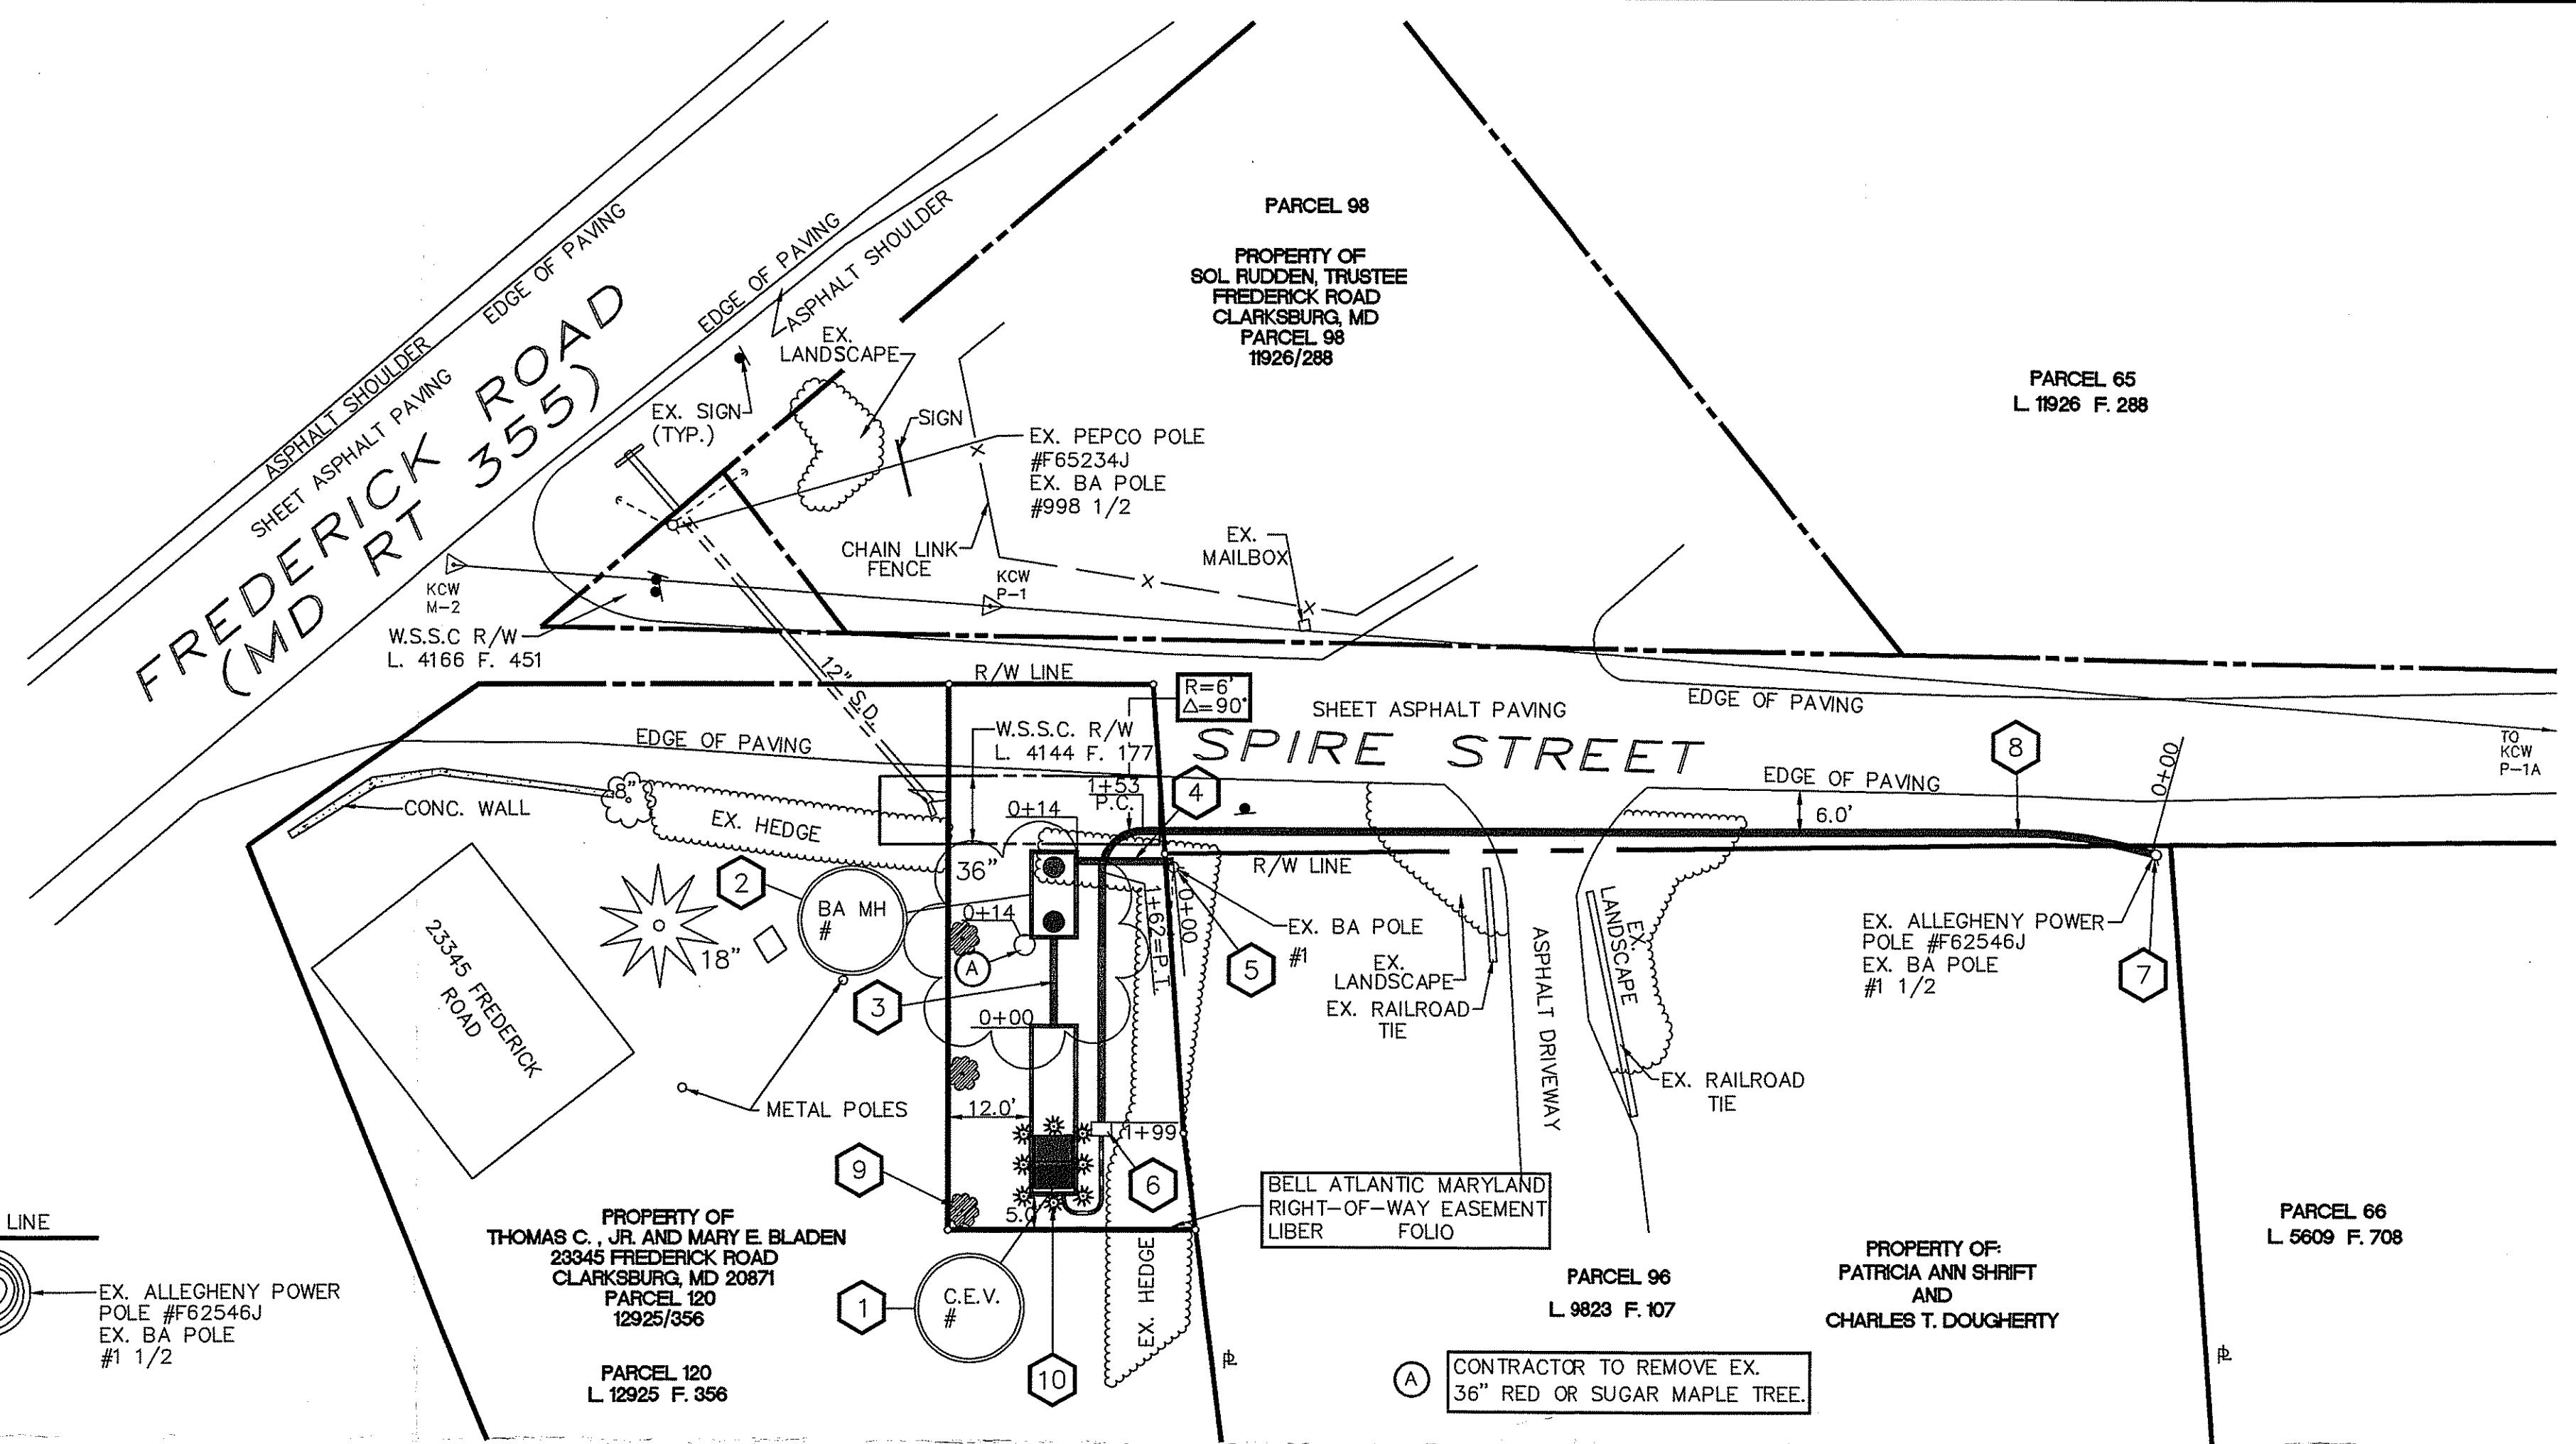 ASPHALT SHOULDER
EDGE OF PAVING
SHEET ASPHALT PAVING
FREDERICK ROAD
(MD RT 355)
EDGE OF PAVING
ASPHALT SHOULDER
EX.
LANDSCAPE
EX. SIGN
(TYP.)
SIGN
EX. PEPCO POLE
#F65234J
EX. BA POLE
#998 1/2
CHAIN LINK
FENCE
X
X
X
EX.
MAILBOX
KCW
M-2
KCW
P-1
W.S.S.C R/W
L. 4166 F. 451
PARCEL 98
PROPERTY OF
SOL RUDDEN, TRUSTEE
FREDERICK ROAD
CLARKSBURG, MD
PARCEL 98
11926/288
PARCEL 65
L. 11926 F. 288
12" S.D.
R/W LINE
R=6'
Δ=90°
W.S.S.C. R/W
L. 4144 F. 177
SHEET ASPHALT PAVING
SPIRE STREET
EDGE OF PAVING
EDGE OF PAVING
EDGE OF PAVING
TO
KCW
P-1A
0+00
8
6.0'
CONC. WALL
8"
EX. HEDGE
0+14
1+53
P.C.
4
36"
R/W LINE
2
BA MH
#
0+14
A
18"
3
0+00
1+62=P.T.
0+00
EX. BA POLE
#1
5
EX.
LANDSCAPE
EX. RAILROAD
TIE
ASPHALT DRIVEWAY
EX.
LANDSCAPE
EX. RAILROAD
TIE
EX. ALLEGHENY POWER
POLE #F62546J
EX. BA POLE
#1 1/2
7
23345 FREDERICK
ROAD
METAL POLES
12.0'
1+99
9
6
5.0
BELL ATLANTIC MARYLAND
RIGHT-OF-WAY EASEMENT
LIBER FOLIO
LINE
EX. ALLEGHENY POWER
POLE #F62546J
EX. BA POLE
#1 1/2
PROPERTY OF
THOMAS C., JR. AND MARY E. BLADEN
23345 FREDERICK ROAD
CLARKSBURG, MD 20871
PARCEL 120
12925/356
PARCEL 120
L. 12925 F. 356
1
C.E.V.
#
10
EX. HEDGE
PL
PARCEL 96
L. 9823 F. 107
PROPERTY OF:
PATRICIA ANN SHRIFT
AND
CHARLES T. DOUGHERTY
PARCEL 66
L. 5609 F. 708
PL
A
CONTRACTOR TO REMOVE EX.
36" RED OR SUGAR MAPLE TREE.